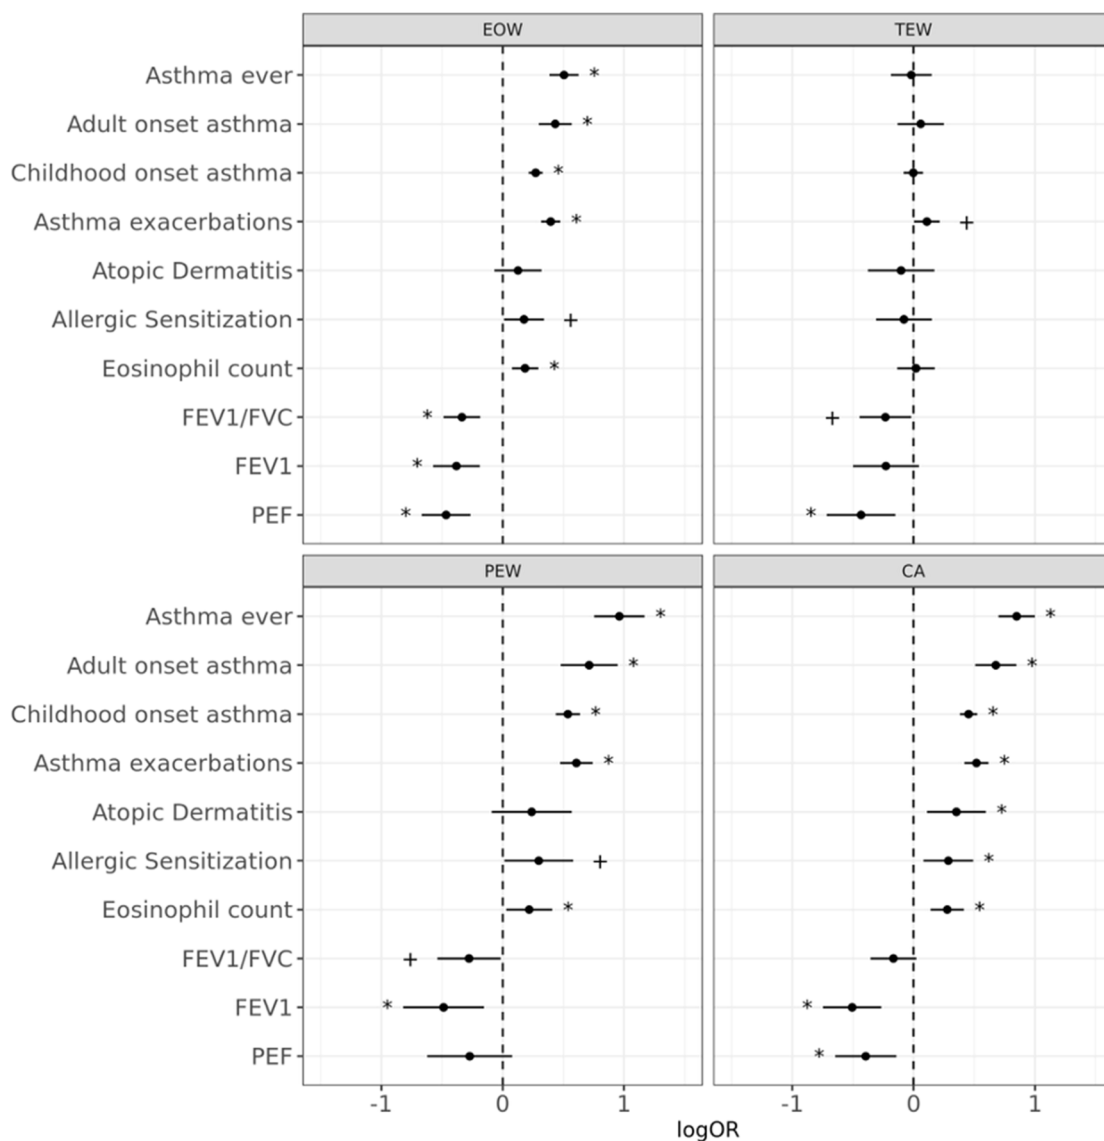 EOW
TEW
Asthma ever *
Adult onset asthma *
Childhood onset asthma *
Asthma exacerbations * +
Atopic Dermatitis
Allergic Sensitization +
Eosinophil count *
FEV1/FVC * +
FEV1 *
PEF * *
PEW
CA
Asthma ever * *
Adult onset asthma * *
Childhood onset asthma * *
Asthma exacerbations * *
Atopic Dermatitis *
Allergic Sensitization + *
Eosinophil count * *
FEV1/FVC +
FEV1 * *
PEF *
-1 0 1 -1 0 1
logOR